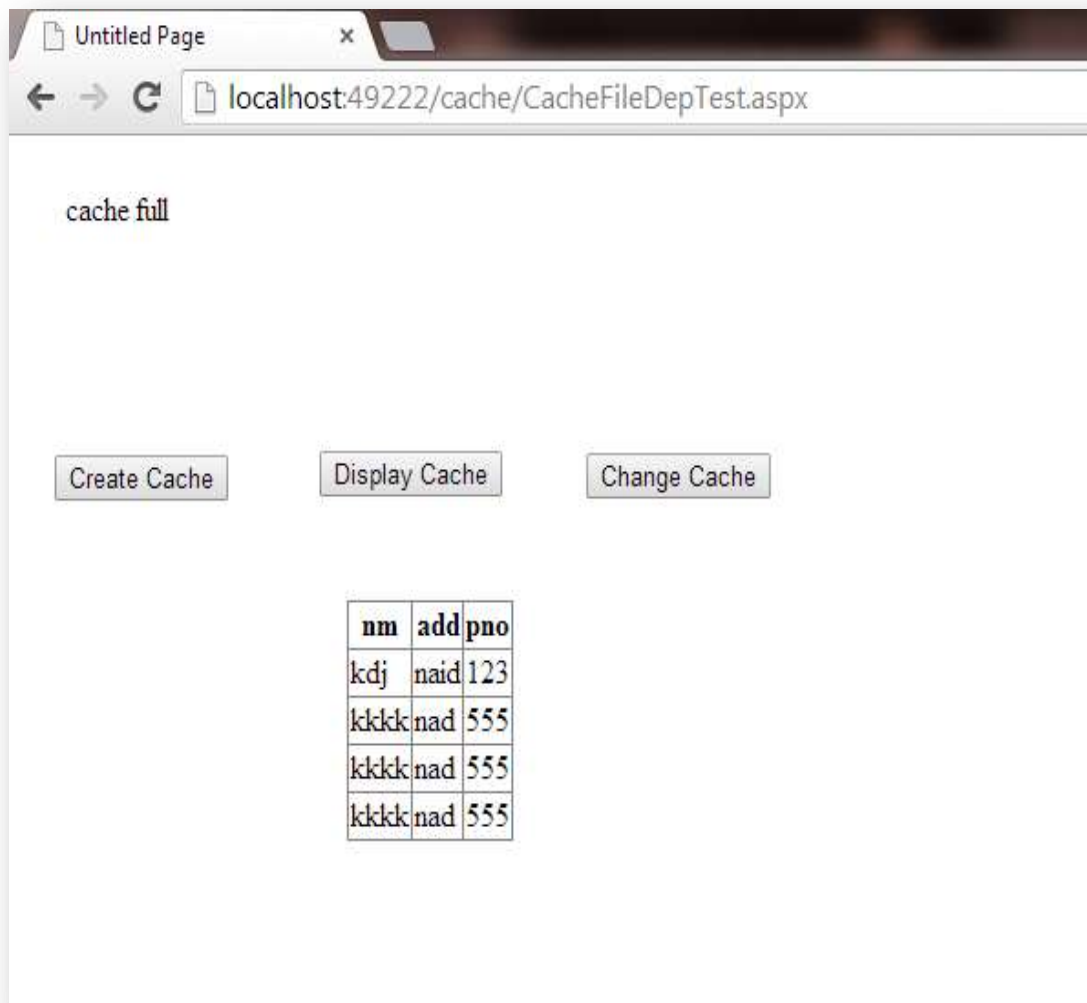 Untitled Page
localhost:49222/cache/CacheFileDepTest.aspx
cache full
Create Cache Display Cache Change Cache
nm add pno
kdj naid 123
kkkk nad 555
kkkk nad 555
kkkk nad 555